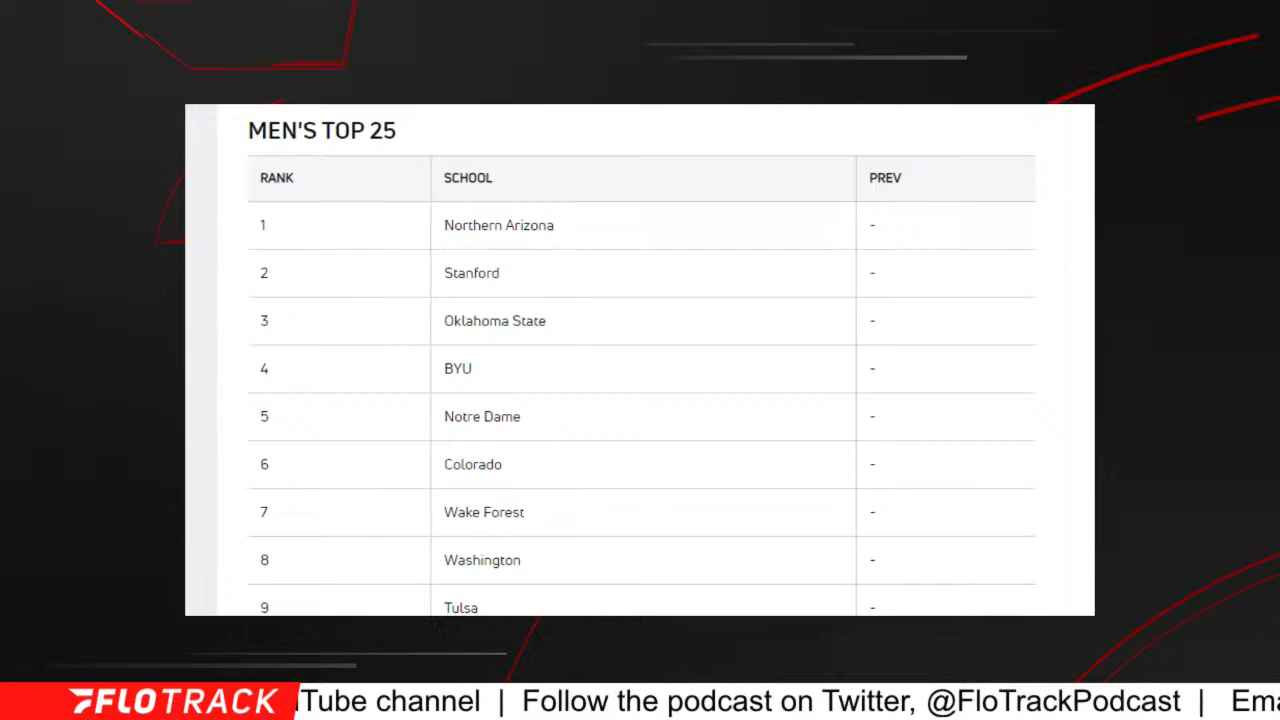 MEN'S TOP 25
RANK SCHOOL PREV
1 Northern Arizona -
2 Stanford -
3 Oklahoma State -
4 BYU -
5 Notre Dame -
6 Colorado -
7 Wake Forest -
8 Washington -
9 Tulsa -
FLOTRACK Tube channel | Follow the podcast on Twitter, @FloTrackPodcast | Ema